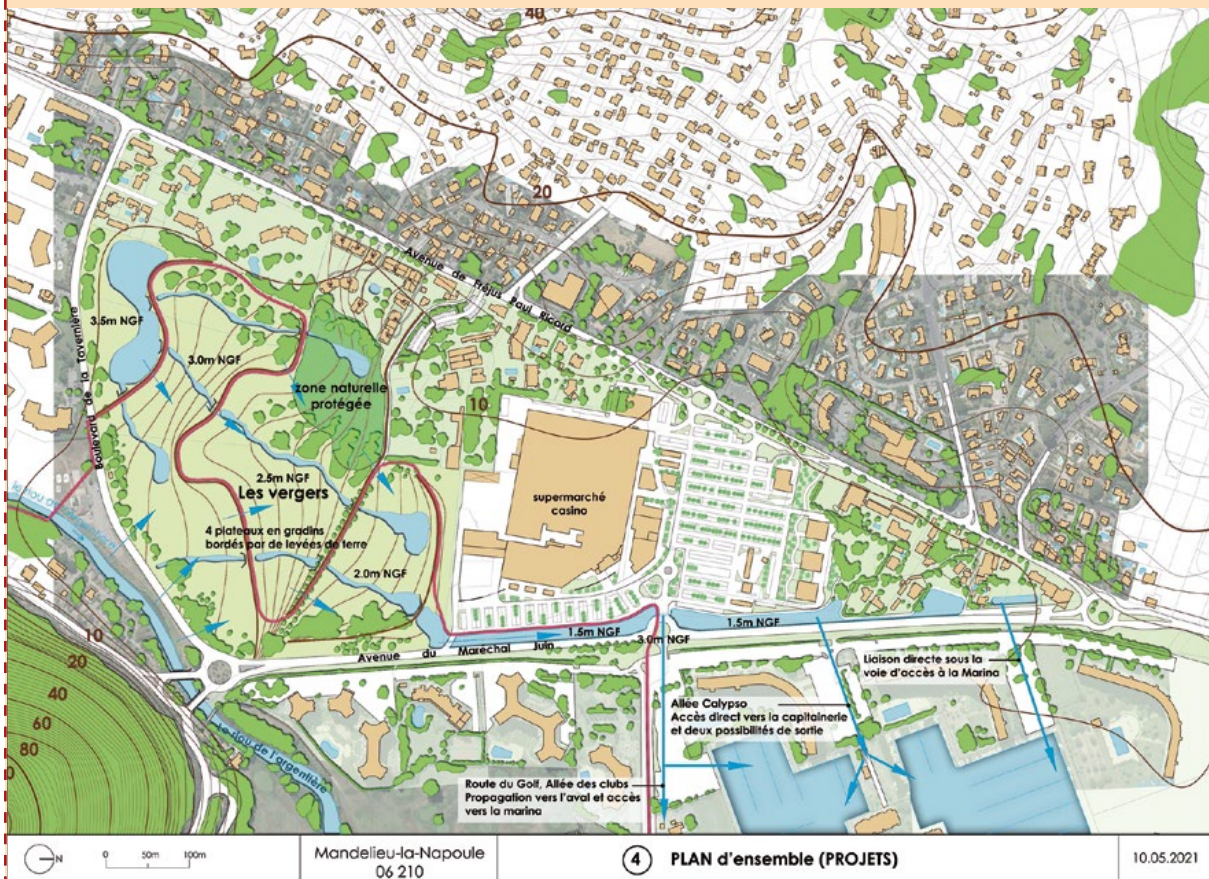 40
20
Avenue de Fréjus Paul Ricard
Boulevard de la Tavernière
3.5m NGF
3.0m NGF
zone naturelle
protégée
10
2.5m NGF
Les vergers
4 plateaux en gradins
bordés par de levées de terre
supermarché
casino
2.0m NGF
1.5m NGF
3.0m NGF
1.5m NGF
Avenue du Maréchal Juin
10
20
40
60
80
Le riou de l'argentière
Liaison directe sous la
voie d'accès à la Marina
Allée Calypso
Accès direct vers la capitainerie
et deux possibilités de sortie
Route du Golf, Allée des clubs
Propagation vers l'aval et accès
vers la marina
N
0 50m 100m
Mandelieu-la-Napoule
06 210
4 PLAN d'ensemble (PROJETS)
10.05.2021